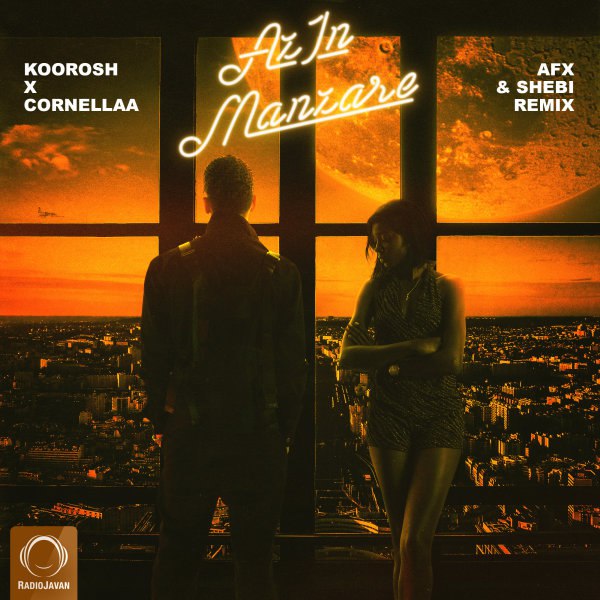 Az In
Manzare
KOOROSH
X
CORNELLAA
AFX
& SHEBI
REMIX
RADIOJAVAN